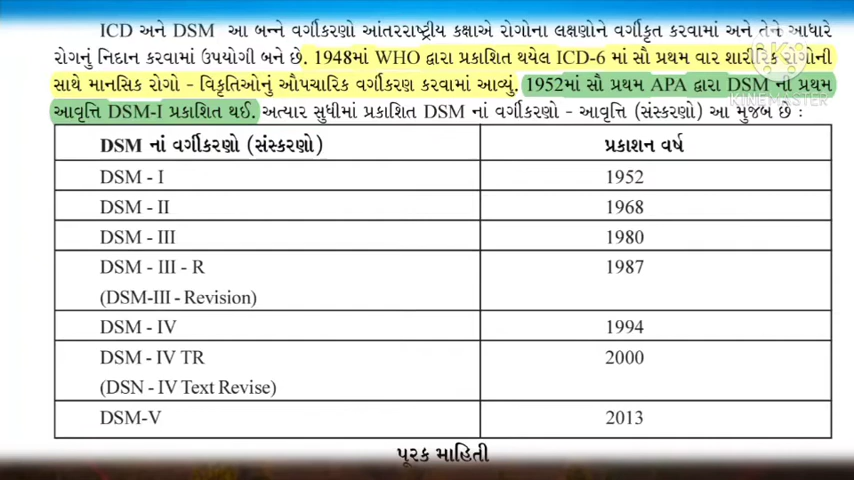 ICD અને DSM આ બન્ને વર્ગીકરણો આંતરરાષ્ટ્રીય કક્ષાએ રોગોના લક્ષણોને વર્ગીકૃત કરવામાં અને તેને આધારે
રોગનું નિદાન કરવામાં ઉપયોગી બને છે. 1948માં WHO દ્વારા પ્રકાશિત થયેલ ICD-6 માં સૌ પ્રથમ વાર શારીરિક રોગોની
સાથે માનસિક રોગો - વિકૃતિઓનું ઔપચારિક વર્ગીકરણ કરવામાં આવ્યું. 1952માં સૌ પ્રથમ APA દ્વારા DSM ની પ્રથમ
KINEMASTER
આવૃત્તિ DSM-I પ્રકાશિત થઈ. અત્યાર સુધીમાં પ્રકાશિત DSM નાં વર્ગીકરણો - આવૃત્તિ (સંસ્કરણો) આ મુજબ છે :
DSM નાં વર્ગીકરણો (સંસ્કરણો) પ્રકાશન વર્ષ
DSM - I 1952
DSM - II 1968
DSM - III 1980
DSM - III - R 1987
(DSM-III - Revision)
DSM - IV 1994
DSM - IV TR 2000
(DSN - IV Text Revise)
DSM-V 2013
પૂરક માહિતી